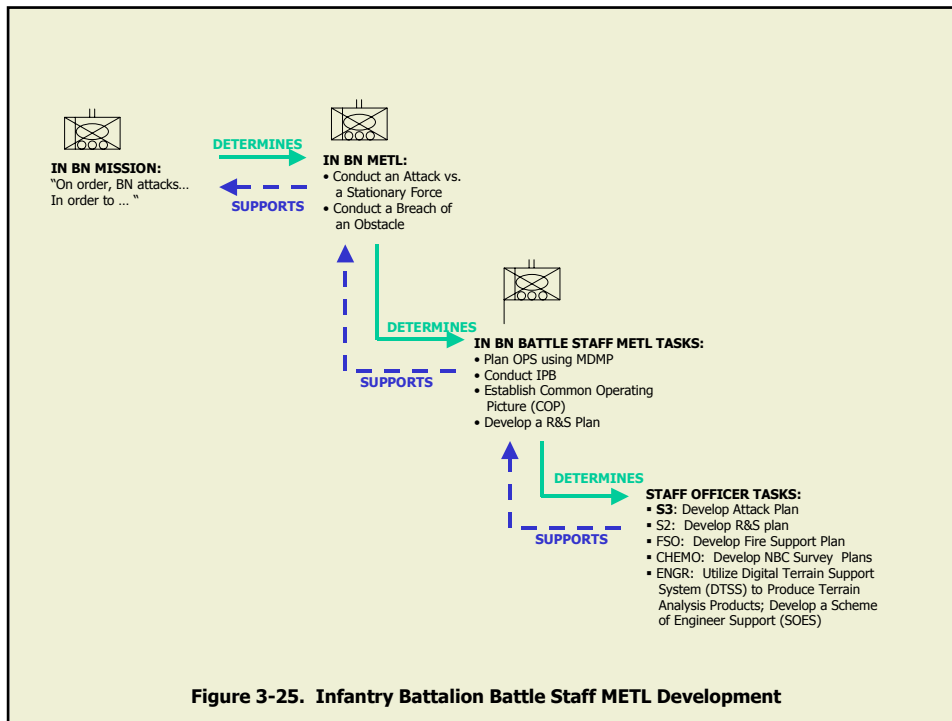 DETERMINES
IN BN MISSION:
“On order, BN attacks…
In order to … “
SUPPORTS
IN BN METL:
• Conduct an Attack vs.
a Stationary Force
• Conduct a Breach of
an Obstacle
DETERMINES
SUPPORTS
IN BN BATTLE STAFF METL TASKS:
• Plan OPS using MDMP
• Conduct IPB
• Establish Common Operating
Picture (COP)
• Develop a R&S Plan
DETERMINES
SUPPORTS
STAFF OFFICER TASKS:
▪ S3: Develop Attack Plan
▪ S2: Develop R&S plan
▪ FSO: Develop Fire Support Plan
▪ CHEMO: Develop NBC Survey Plans
▪ ENGR: Utilize Digital Terrain Support
System (DTSS) to Produce Terrain
Analysis Products; Develop a Scheme
of Engineer Support (SOES)
Figure 3-25. Infantry Battalion Battle Staff METL Development